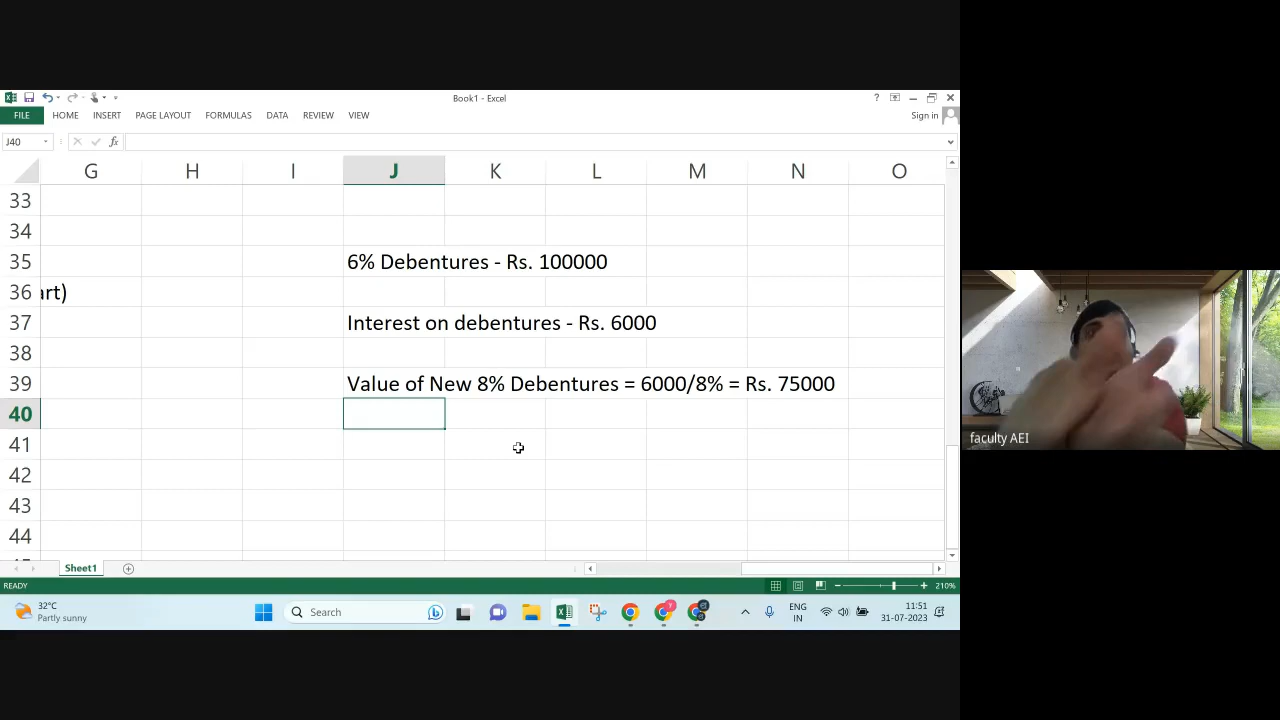 Book1 - Excel
?
FILE HOME INSERT PAGE LAYOUT FORMULAS DATA REVIEW VIEW Sign in
J40 fx
G H I J K L M N O
33
34
35 6% Debentures - Rs. 100000
36 art)
37 Interest on debentures - Rs. 6000
38
39 Value of New 8% Debentures = 6000/8% = Rs. 75000
40
41
42
43
44
Sheet1
READY 210%
32°C
Partly sunny
Search
7
ENG
IN
11:51
31-07-2023
faculty AEI